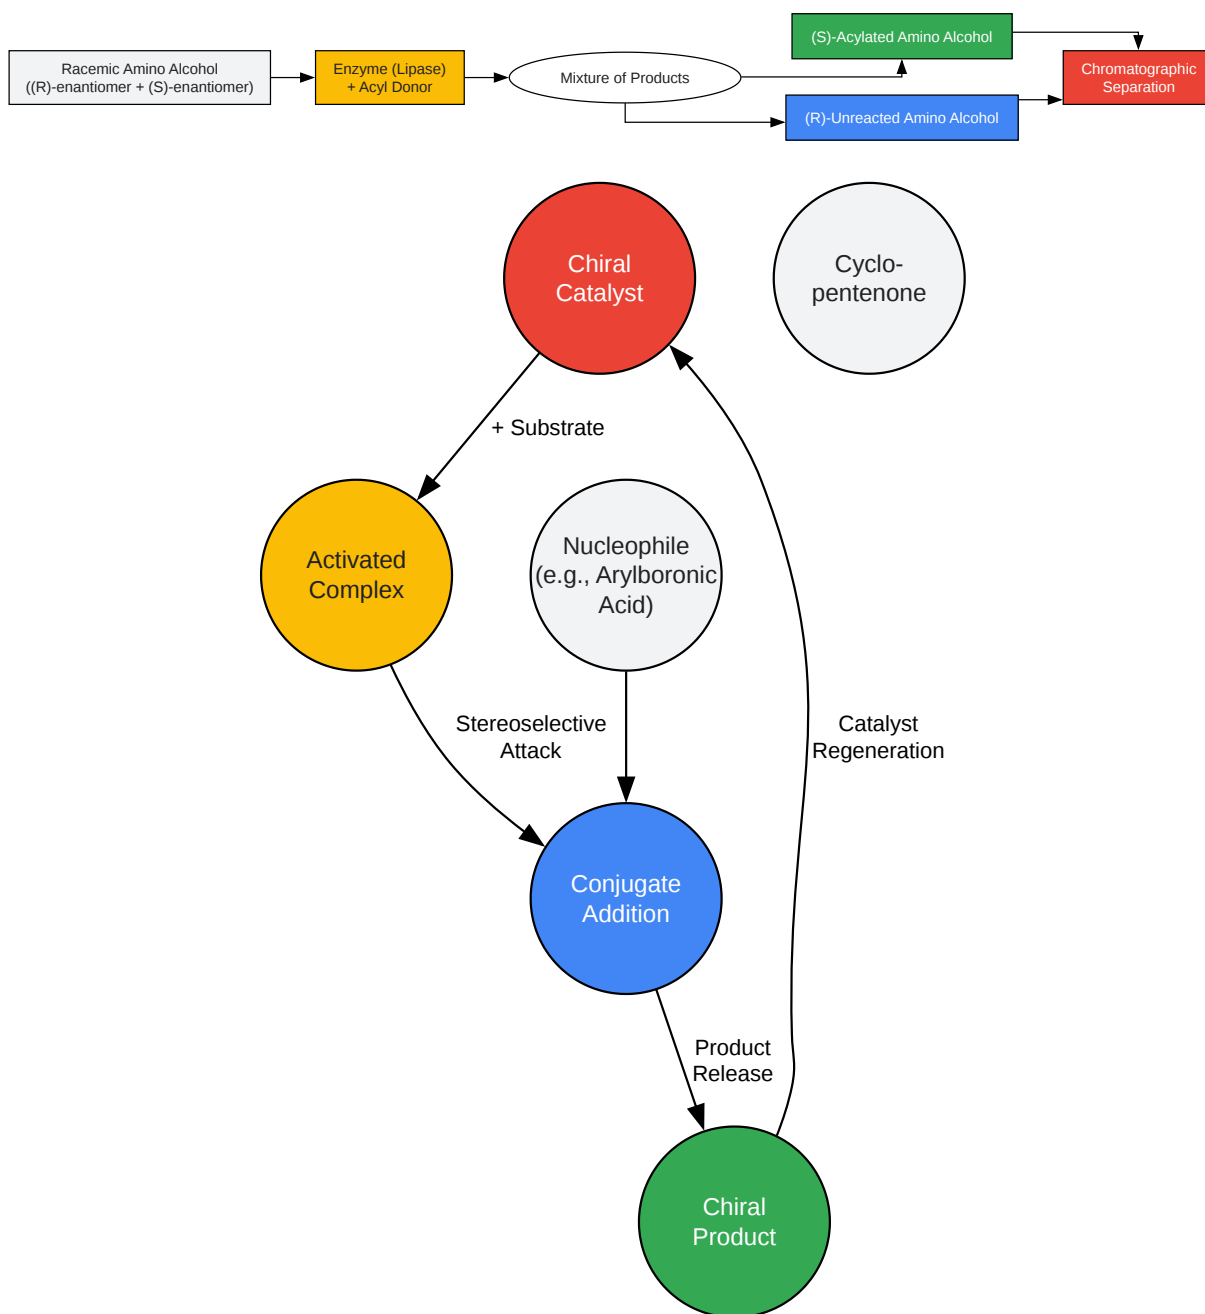 Racemic Amino Alcohol
((R)-enantiomer + (S)-enantiomer)
Enzyme (Lipase)
+ Acyl Donor
Mixture of Products
(S)-Acylated Amino Alcohol
(R)-Unreacted Amino Alcohol
Chromatographic
Separation
Chiral
Catalyst
Cyclo-
pentenone
+ Substrate
Activated
Complex
Nucleophile
(e.g., Arylboronic
Acid)
Stereoselective
Attack
Catalyst
Regeneration
Conjugate
Addition
Product
Release
Chiral
Product